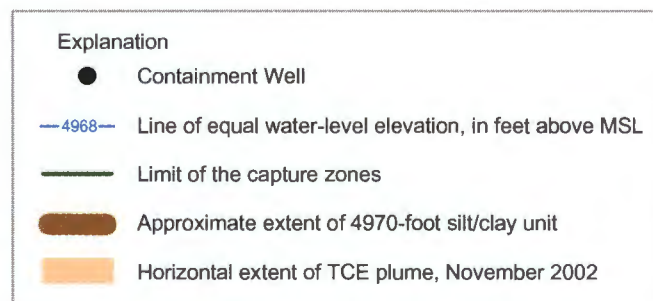 Explanation
Containment Well
4968 Line of equal water-level elevation, in feet above MSL
Limit of the capture zones
Approximate extent of 4970-foot silt/clay unit
Horizontal extent of TCE plume, November 2002